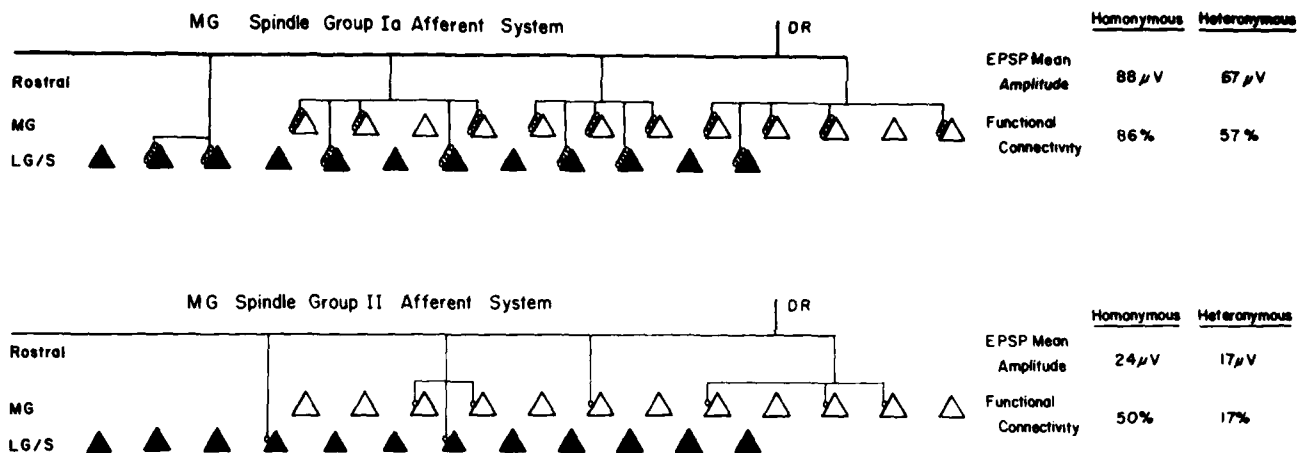 MG Spindle Group Ia Afferent System
DR
Homonymous Heteronymous
Rostral
EPSP Mean
Amplitude
88 μV 67 μV
MG
Functional
Connectivity
86% 57%
LG/S
MG Spindle Group II Afferent System
DR
Homonymous Heteronymous
Rostral
EPSP Mean
Amplitude
24 μV 17 μV
MG
Functional
Connectivity
50% 17%
LG/S